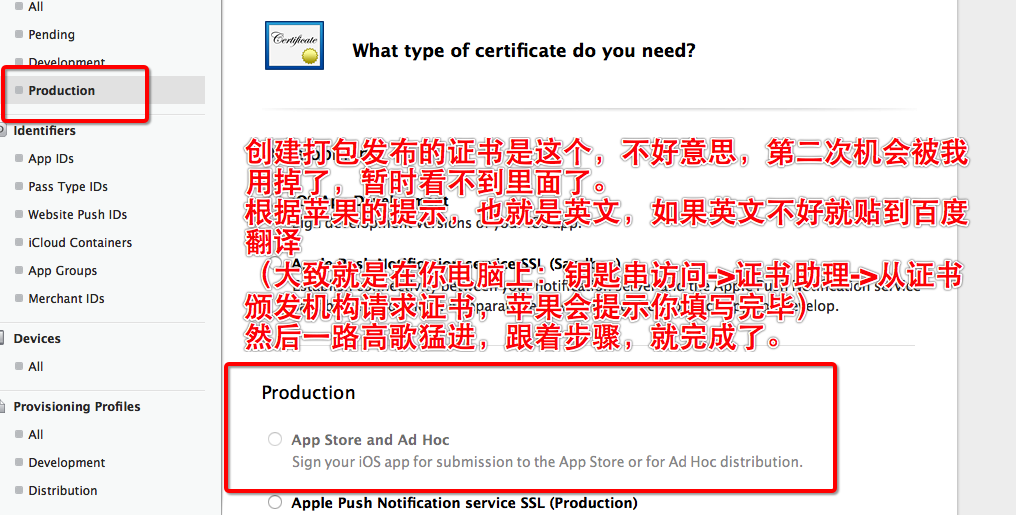 All
Pending
Development
Production
Identifiers
App IDs
Pass Type IDs
Website Push IDs
iCloud Containers
App Groups
Merchant IDs
Devices
All
Provisioning Profiles
All
Development
Distribution
Certificate
What type of certificate do you need?
创建打包发布的证书是这个，不好意思，第二次机会被我
用掉了，暂时看不到里面了。
根据苹果的提示，也就是英文，如果英文不好就贴到百度
翻译
（大致就是在你电脑上：钥匙串访问->证书助理->从证书
颁发机构请求证书，苹果会提示你填写完毕）
然后一路高歌猛进，跟着步骤，就完成了。
Production
App Store and Ad Hoc
Sign your iOS app for submission to the App Store or for Ad Hoc distribution.
Apple Push Notification service SSL (Production)